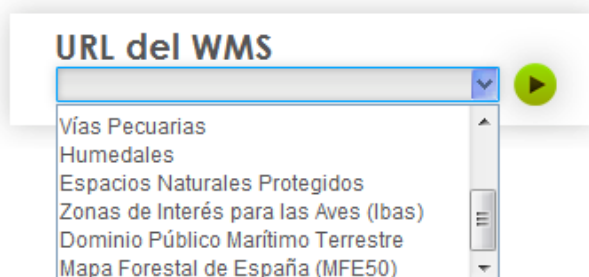 URL del WMS
Vías Pecuarias
Humedales
Espacios Naturales Protegidos
Zonas de Interés para las Aves (Ibas)
Dominio Público Marítimo Terrestre
Mapa Forestal de España (MFE50)